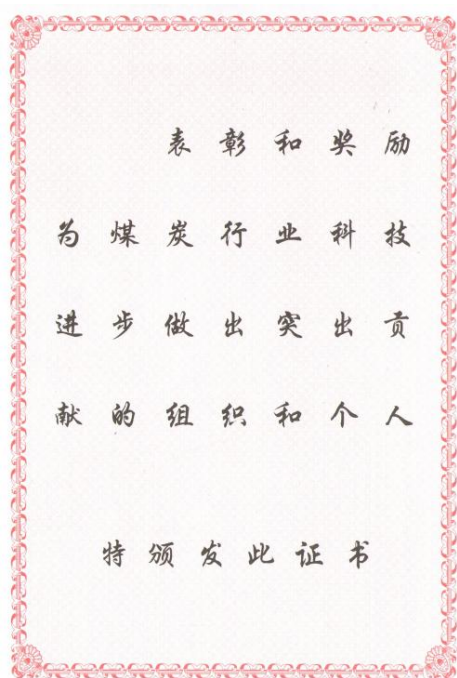 表彰和奖励
为煤炭行业科技
进步做出突出贡
献的组织和个人
特颁发此证书